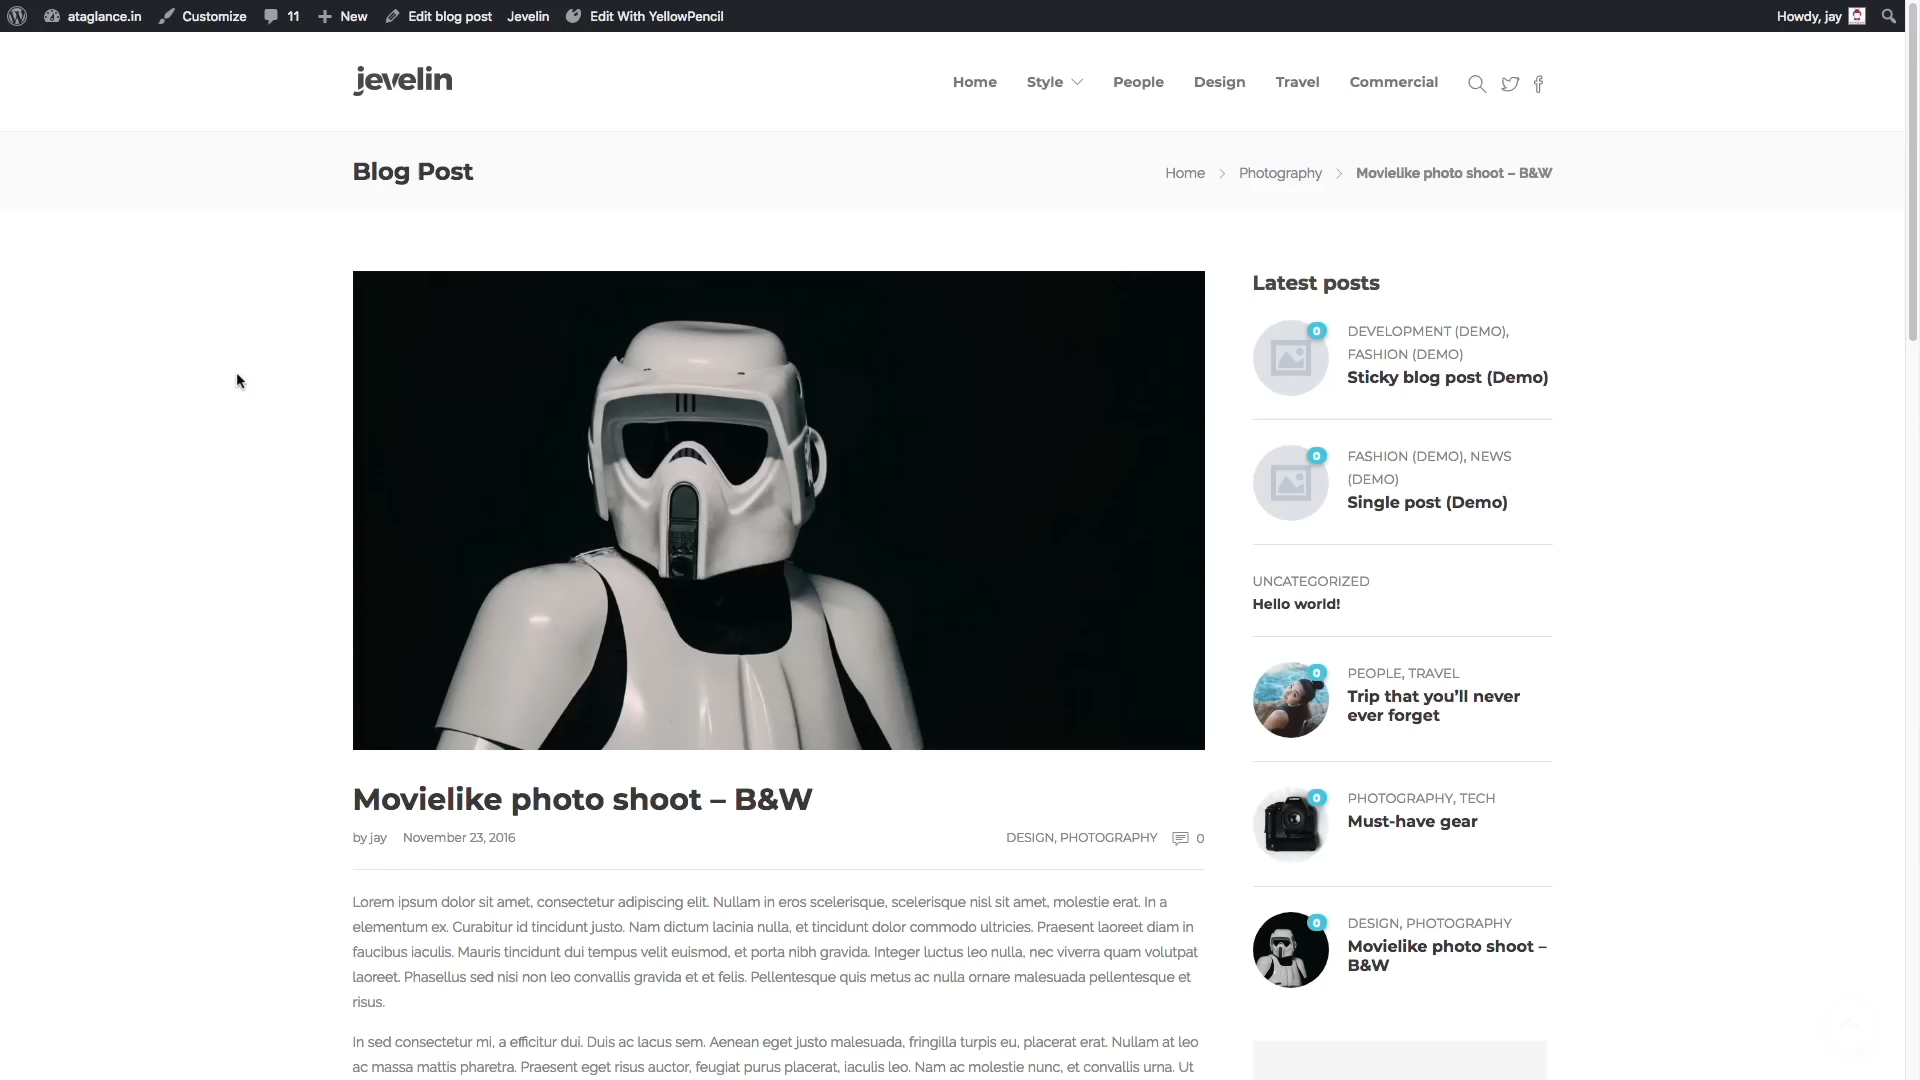 ataglance.in Customize 11 New Edit blog post Jevelin Edit With YellowPencil Howdy, jay
jevelin
Home Style People Design Travel Commercial
Blog Post
Home Photography Movielike photo shoot – B&W
Latest posts
0
DEVELOPMENT (DEMO),
FASHION (DEMO)
Sticky blog post (Demo)
0
FASHION (DEMO), NEWS
(DEMO)
Single post (Demo)
UNCATEGORIZED
Hello world!
0
PEOPLE, TRAVEL
Trip that you’ll never
ever forget
0
PHOTOGRAPHY, TECH
Must-have gear
0
DESIGN, PHOTOGRAPHY
Movielike photo shoot –
B&W
Movielike photo shoot – B&W
by jay November 23, 2016 DESIGN, PHOTOGRAPHY 0
Lorem ipsum dolor sit amet, consectetur adipiscing elit. Nullam in eros scelerisque, scelerisque nisl sit amet, molestie erat. In a
elementum ex. Curabitur id tincidunt justo. Nam dictum lacinia nulla, et tincidunt dolor commodo ultricies. Praesent laoreet diam in
faucibus iaculis. Mauris tincidunt dui tempus velit euismod, et porta nibh gravida. Integer luctus leo nulla, nec viverra quam volutpat
laoreet. Phasellus sed nisi non leo convallis gravida et et felis. Pellentesque quis metus ac nulla ornare malesuada pellentesque et
risus.
In sed consectetur mi, a efficitur dui. Duis ac lacus sem. Aenean eget justo malesuada, fringilla turpis eu, placerat erat. Nullam at leo
ac massa mattis pharetra. Praesent eget risus auctor, feugiat purus placerat, iaculis leo. Nam ac molestie nunc, et convallis urna. Ut